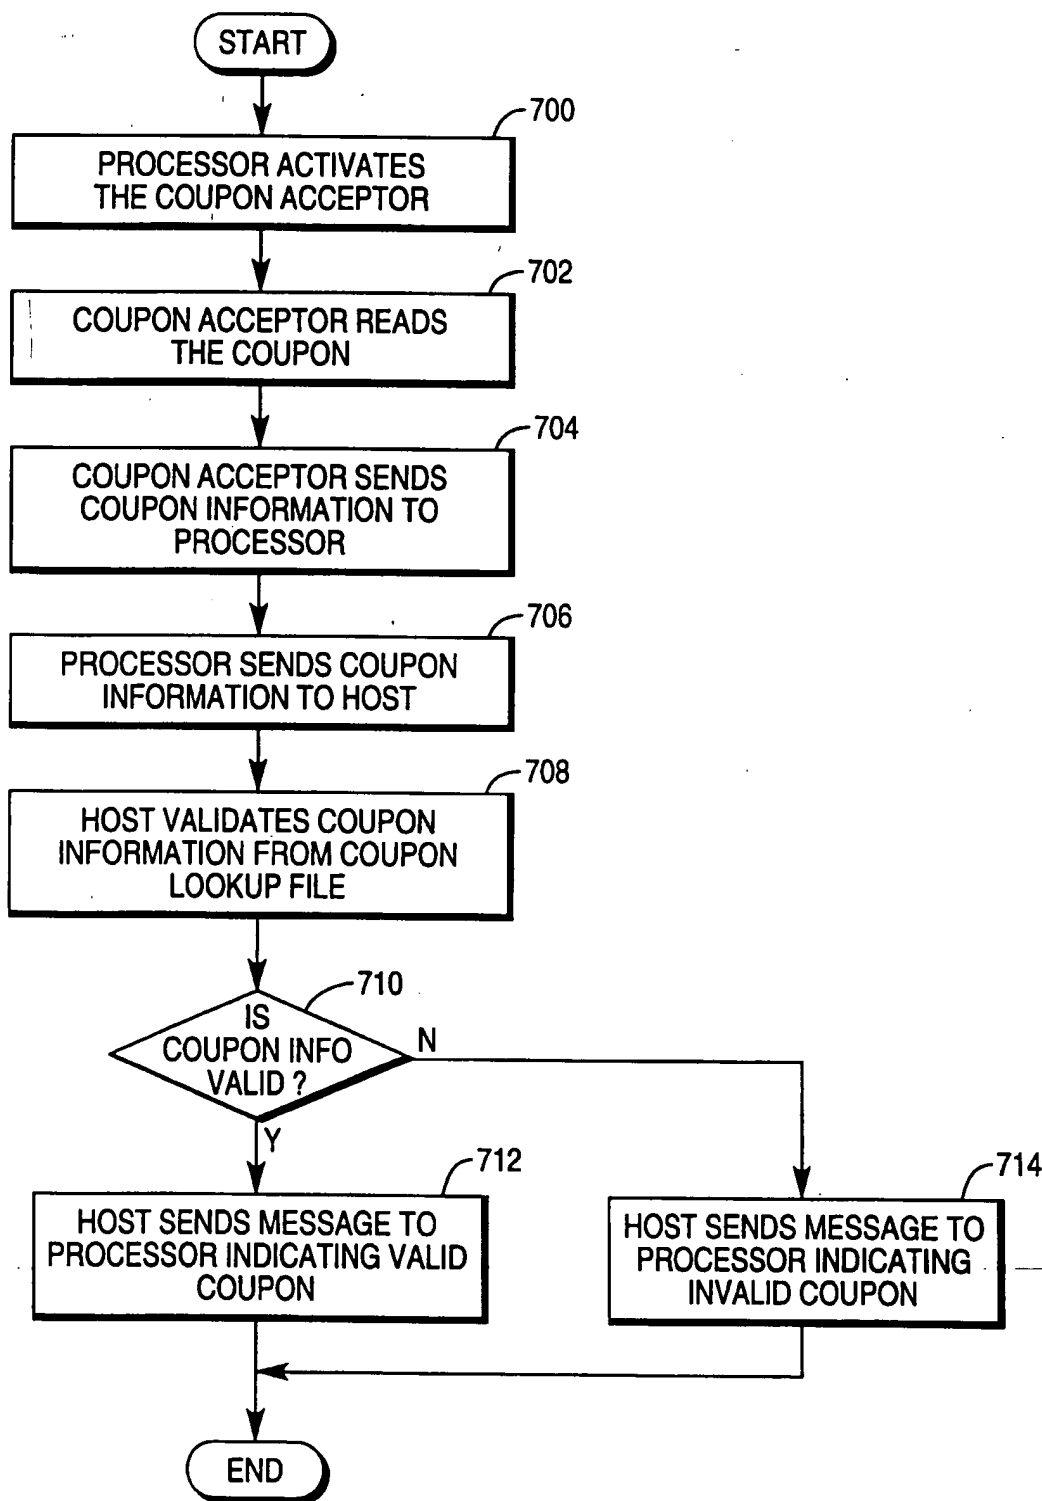 START
700
PROCESSOR ACTIVATES
THE COUPON ACCEPTOR
702
COUPON ACCEPTOR READS
THE COUPON
704
COUPON ACCEPTOR SENDS
COUPON INFORMATION TO
PROCESSOR
706
PROCESSOR SENDS COUPON
INFORMATION TO HOST
708
HOST VALIDATES COUPON
INFORMATION FROM COUPON
LOOKUP FILE
710
IS
COUPON INFO
VALID ?
N
Y
712
HOST SENDS MESSAGE TO
PROCESSOR INDICATING VALID
COUPON
714
HOST SENDS MESSAGE TO
PROCESSOR INDICATING
INVALID COUPON
END